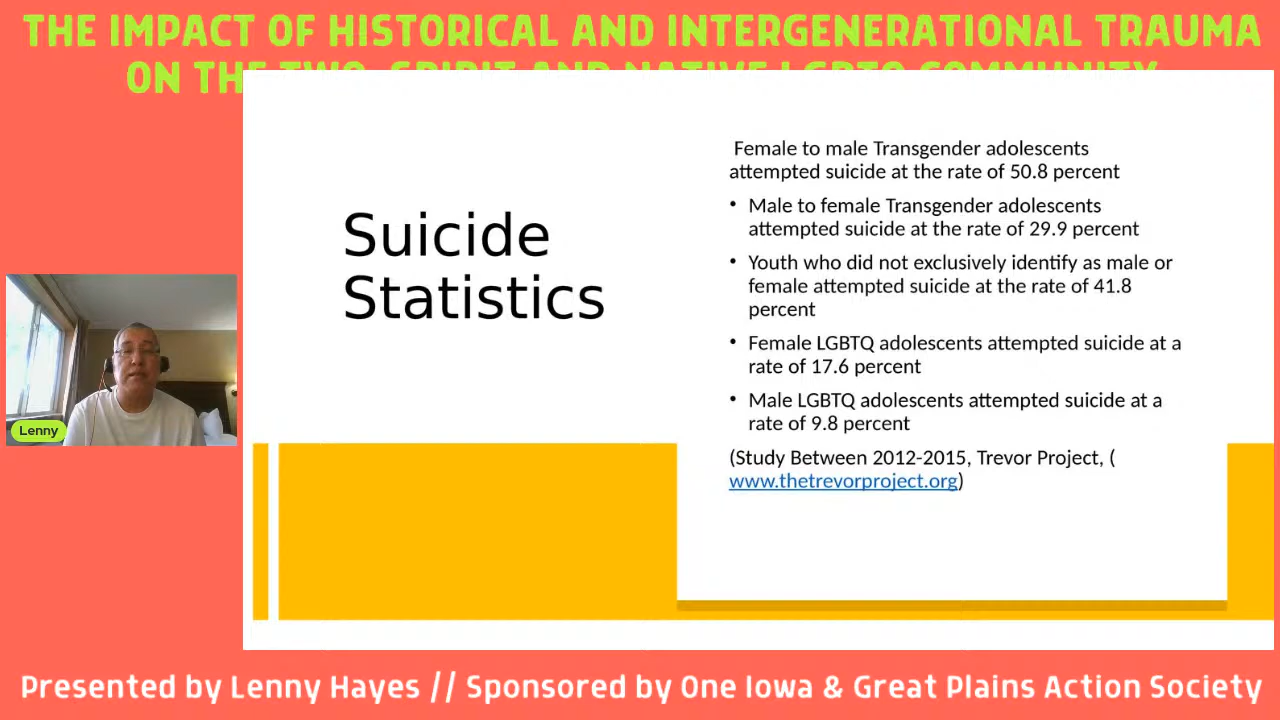 THE IMPACT OF HISTORICAL AND INTERGENERATIONAL TRAUMA
ON THE TWO-SPIRIT AND NATIVE LGBTQ COMMUNITY
Female to male Transgender adolescents
attempted suicide at the rate of 50.8 percent
• Male to female Transgender adolescents
attempted suicide at the rate of 29.9 percent
• Youth who did not exclusively identify as male or
female attempted suicide at the rate of 41.8
percent
• Female LGBTQ adolescents attempted suicide at a
rate of 17.6 percent
• Male LGBTQ adolescents attempted suicide at a
rate of 9.8 percent
(Study Between 2012-2015, Trevor Project, (
www.thetrevorproject.org)
Suicide
Statistics
Lenny
Presented by Lenny Hayes // Sponsored by One Iowa & Great Plains Action Society